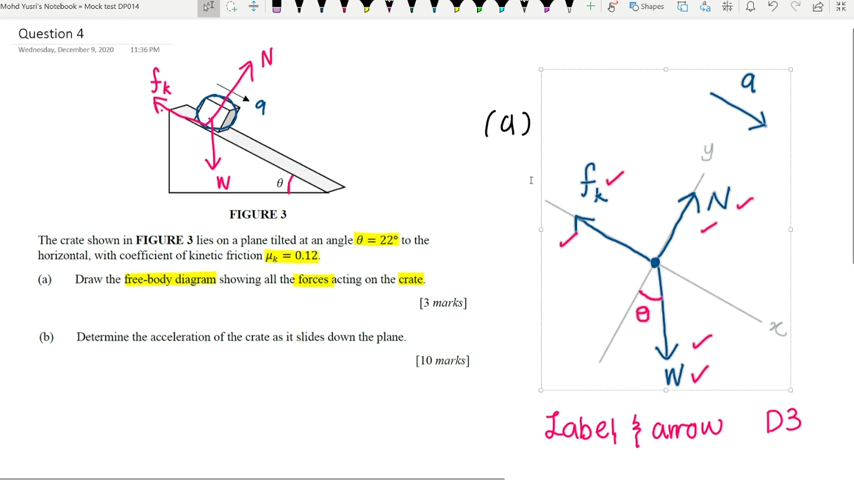 Mohd Yusri's Notebook » Mock test DP014
Shapes
Question 4
Wednesday, December 9, 2020 11:36 PM
N
fk
a
W
θ
FIGURE 3
The crate shown in FIGURE 3 lies on a plane tilted at an angle θ = 22° to the
horizontal, with coefficient of kinetic friction μk = 0.12.
(a) Draw the free-body diagram showing all the forces acting on the crate.
[3 marks]
(b) Determine the acceleration of the crate as it slides down the plane.
[10 marks]
(a)
a
y
fk
N
θ
x
W
Label & arrow D3